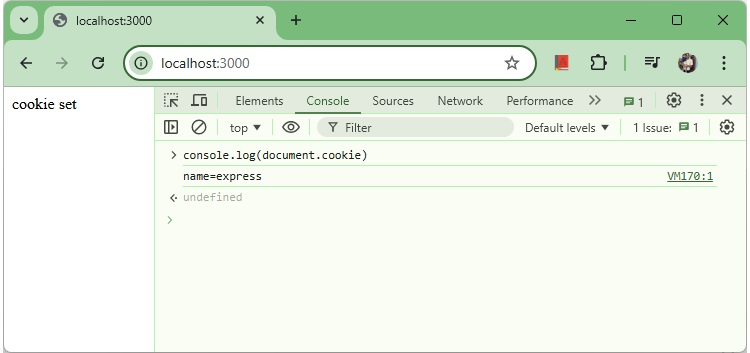 localhost:3000
localhost:3000
cookie set
Elements Console Sources Network Performance 1
top Filter Default levels 1 Issue: 1
console.log(document.cookie)
name=express VM170:1
undefined